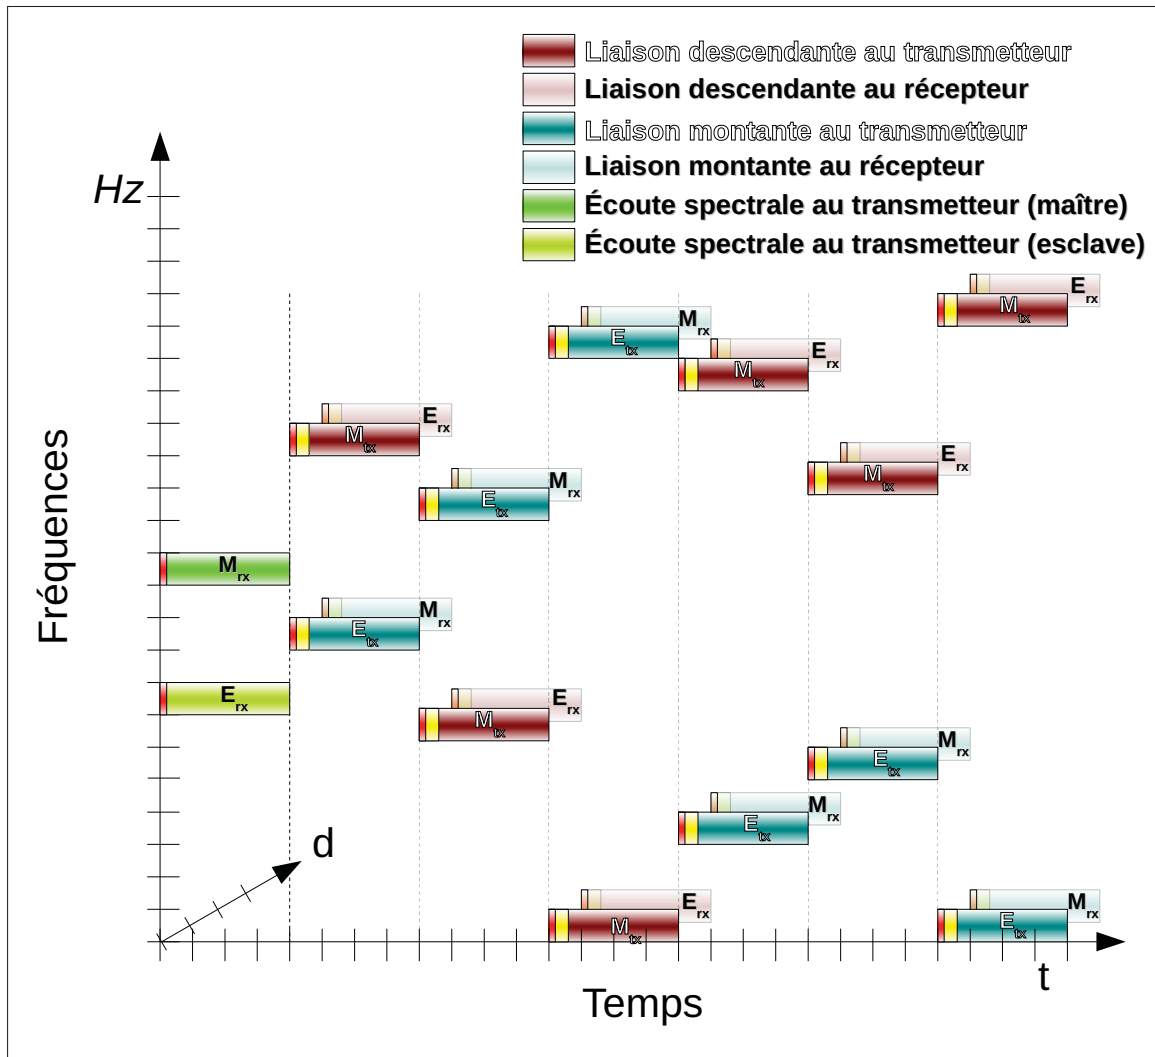 Liaison descendante au transmetteur
Liaison descendante au récepteur
Liaison montante au transmetteur
Liaison montante au récepteur
Écoute spectrale au transmetteur (maître)
Écoute spectrale au transmetteur (esclave)
Hz
Fréquences
E rx
M tx
M rx
E tx
E rx
M tx
E rx
M tx
E rx
M tx
M rx
E tx
M rx
M rx
E tx
E rx
E rx
M tx
M rx
E tx
M rx
E tx
d
E rx
M tx
M rx
E tx
t
Temps